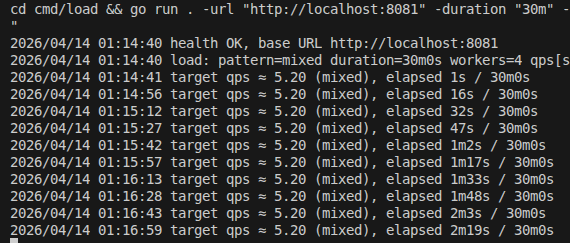 cd cmd/load && go run . -url "http://localhost:8081" -duration "30m" -
"
2026/04/14 01:14:40 health OK, base URL http://localhost:8081
2026/04/14 01:14:40 load: pattern=mixed duration=30m0s workers=4 qps[s
2026/04/14 01:14:41 target qps ≈ 5.20 (mixed), elapsed 1s / 30m0s
2026/04/14 01:14:56 target qps ≈ 5.20 (mixed), elapsed 16s / 30m0s
2026/04/14 01:15:12 target qps ≈ 5.20 (mixed), elapsed 32s / 30m0s
2026/04/14 01:15:27 target qps ≈ 5.20 (mixed), elapsed 47s / 30m0s
2026/04/14 01:15:42 target qps ≈ 5.20 (mixed), elapsed 1m2s / 30m0s
2026/04/14 01:15:57 target qps ≈ 5.20 (mixed), elapsed 1m17s / 30m0s
2026/04/14 01:16:13 target qps ≈ 5.20 (mixed), elapsed 1m33s / 30m0s
2026/04/14 01:16:28 target qps ≈ 5.20 (mixed), elapsed 1m48s / 30m0s
2026/04/14 01:16:43 target qps ≈ 5.20 (mixed), elapsed 2m3s / 30m0s
2026/04/14 01:16:59 target qps ≈ 5.20 (mixed), elapsed 2m19s / 30m0s